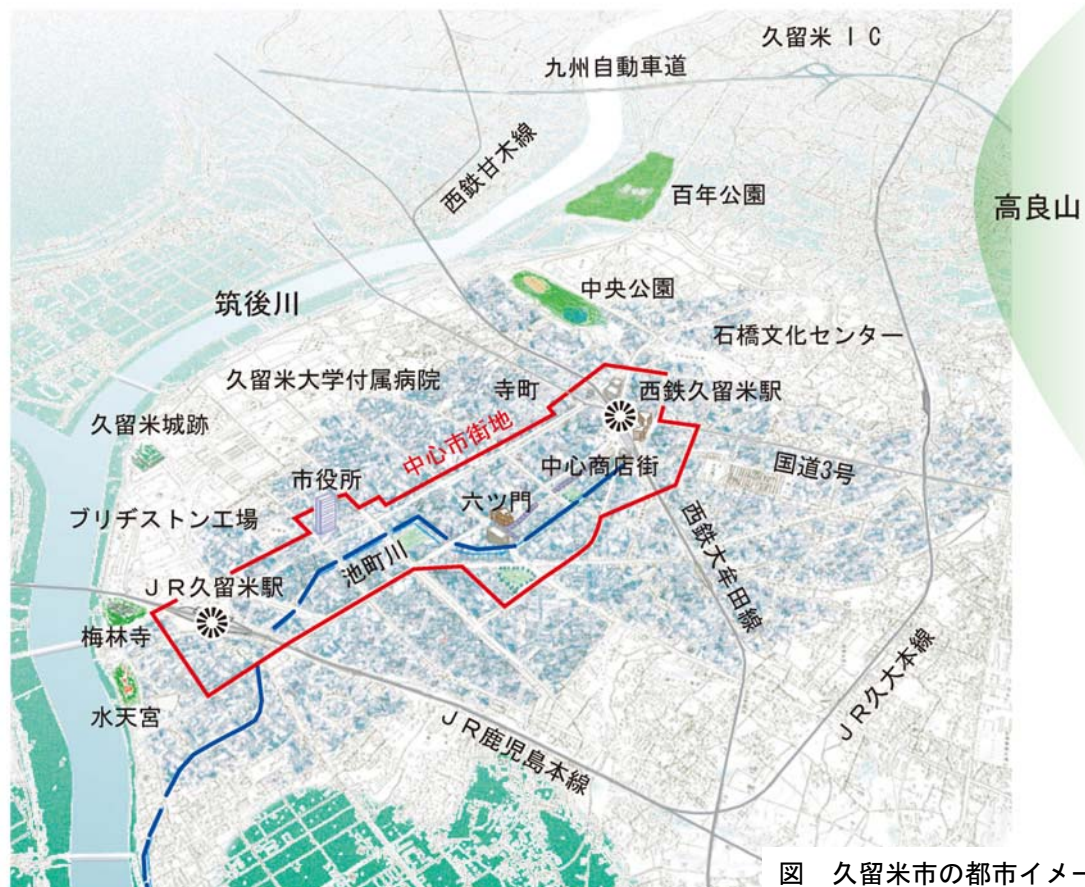 久留米ＩＣ
九州自動車道
西鉄甘木線
百年公園
高良山
中央公園
筑後川
石橋文化センター
久留米大学付属病院
寺町
西鉄久留米駅
久留米城跡
中心市街地
中心商店街
国道3号
市役所
六ツ門
ブリヂストン工場
池町川
西鉄大牟田線
ＪＲ久留米駅
梅林寺
水天宮
ＪＲ鹿児島本線
ＪＲ久大本線
図　久留米市の都市イメー